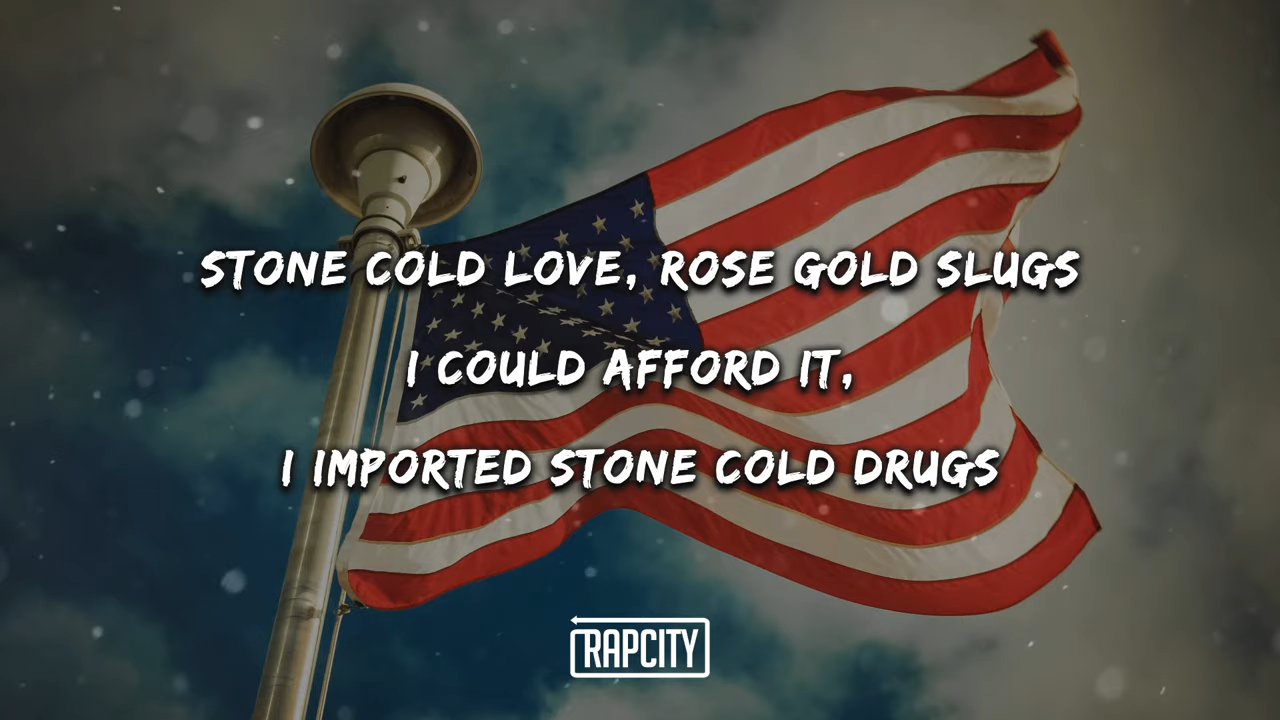 STONE COLD LOVE, ROSE GOLD SLUGS
I COULD AFFORD IT,
I IMPORTED STONE COLD DRUGS
RAPCITY